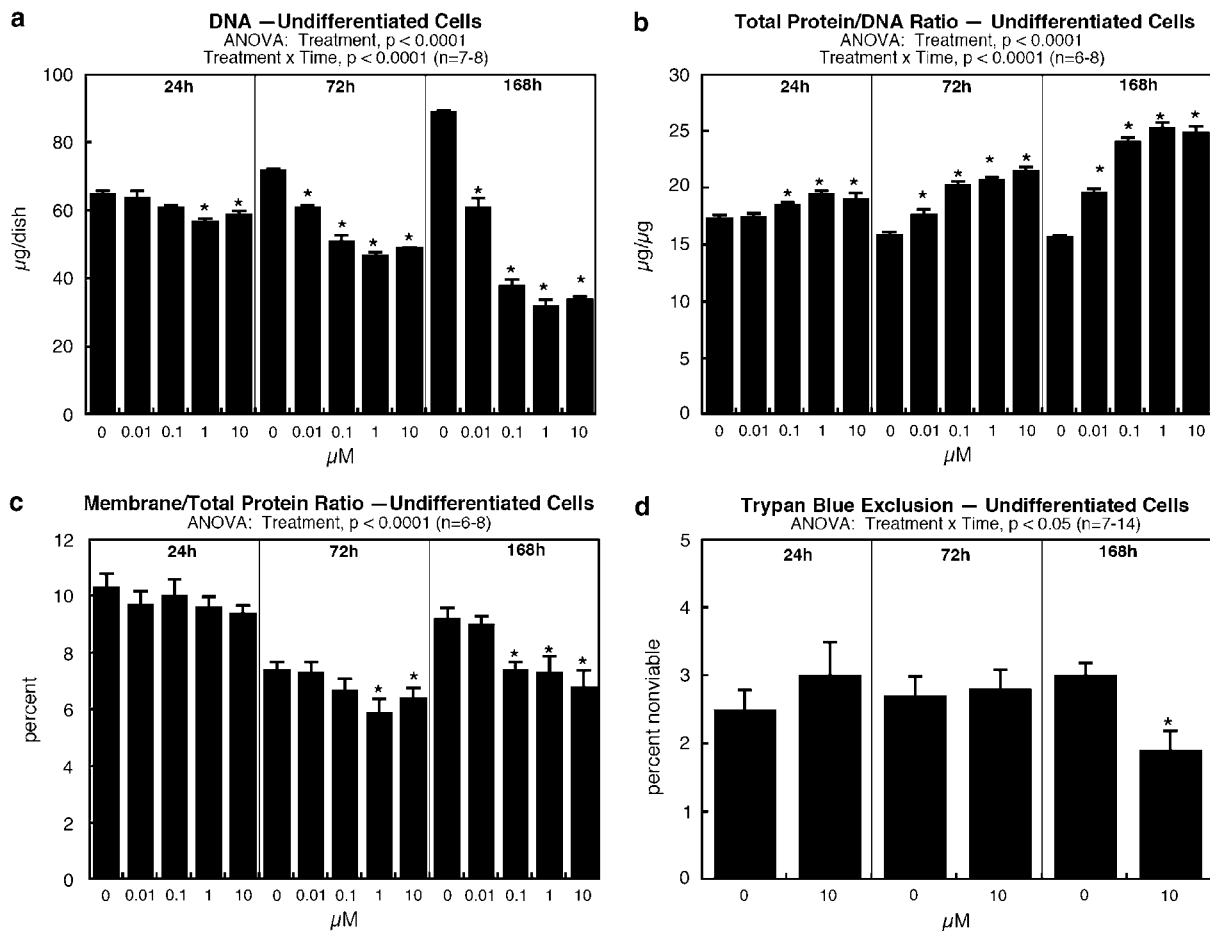 a
DNA —Undifferentiated Cells
ANOVA: Treatment, p < 0.0001
Treatment x Time, p < 0.0001 (n=7-8)
100
80
60
40
20
0
µg/dish
24h
72h
168h
*
*
*
*
*
*
*
*
*
*
0 0.01 0.1 1 10 0 0.01 0.1 1 10 0 0.01 0.1 1 10
µM
b
Total Protein/DNA Ratio — Undifferentiated Cells
ANOVA: Treatment, p < 0.0001
Treatment x Time, p < 0.0001 (n=6-8)
30
25
20
15
10
5
0
µg/µg
24h
72h
168h
*
*
*
*
*
*
*
*
*
*
*
0 0.01 0.1 1 10 0 0.01 0.1 1 10 0 0.01 0.1 1 10
µM
c
Membrane/Total Protein Ratio —Undifferentiated Cells
ANOVA: Treatment, p < 0.0001 (n=6-8)
12
10
8
6
4
2
0
percent
24h
72h
168h
*
*
*
*
*
0 0.01 0.1 1 10 0 0.01 0.1 1 10 0 0.01 0.1 1 10
µM
d
Trypan Blue Exclusion — Undifferentiated Cells
ANOVA: Treatment x Time, p < 0.05 (n=7-14)
5
4
3
2
1
0
percent nonviable
24h
72h
168h
*
0 10 0 10 0 10
µM